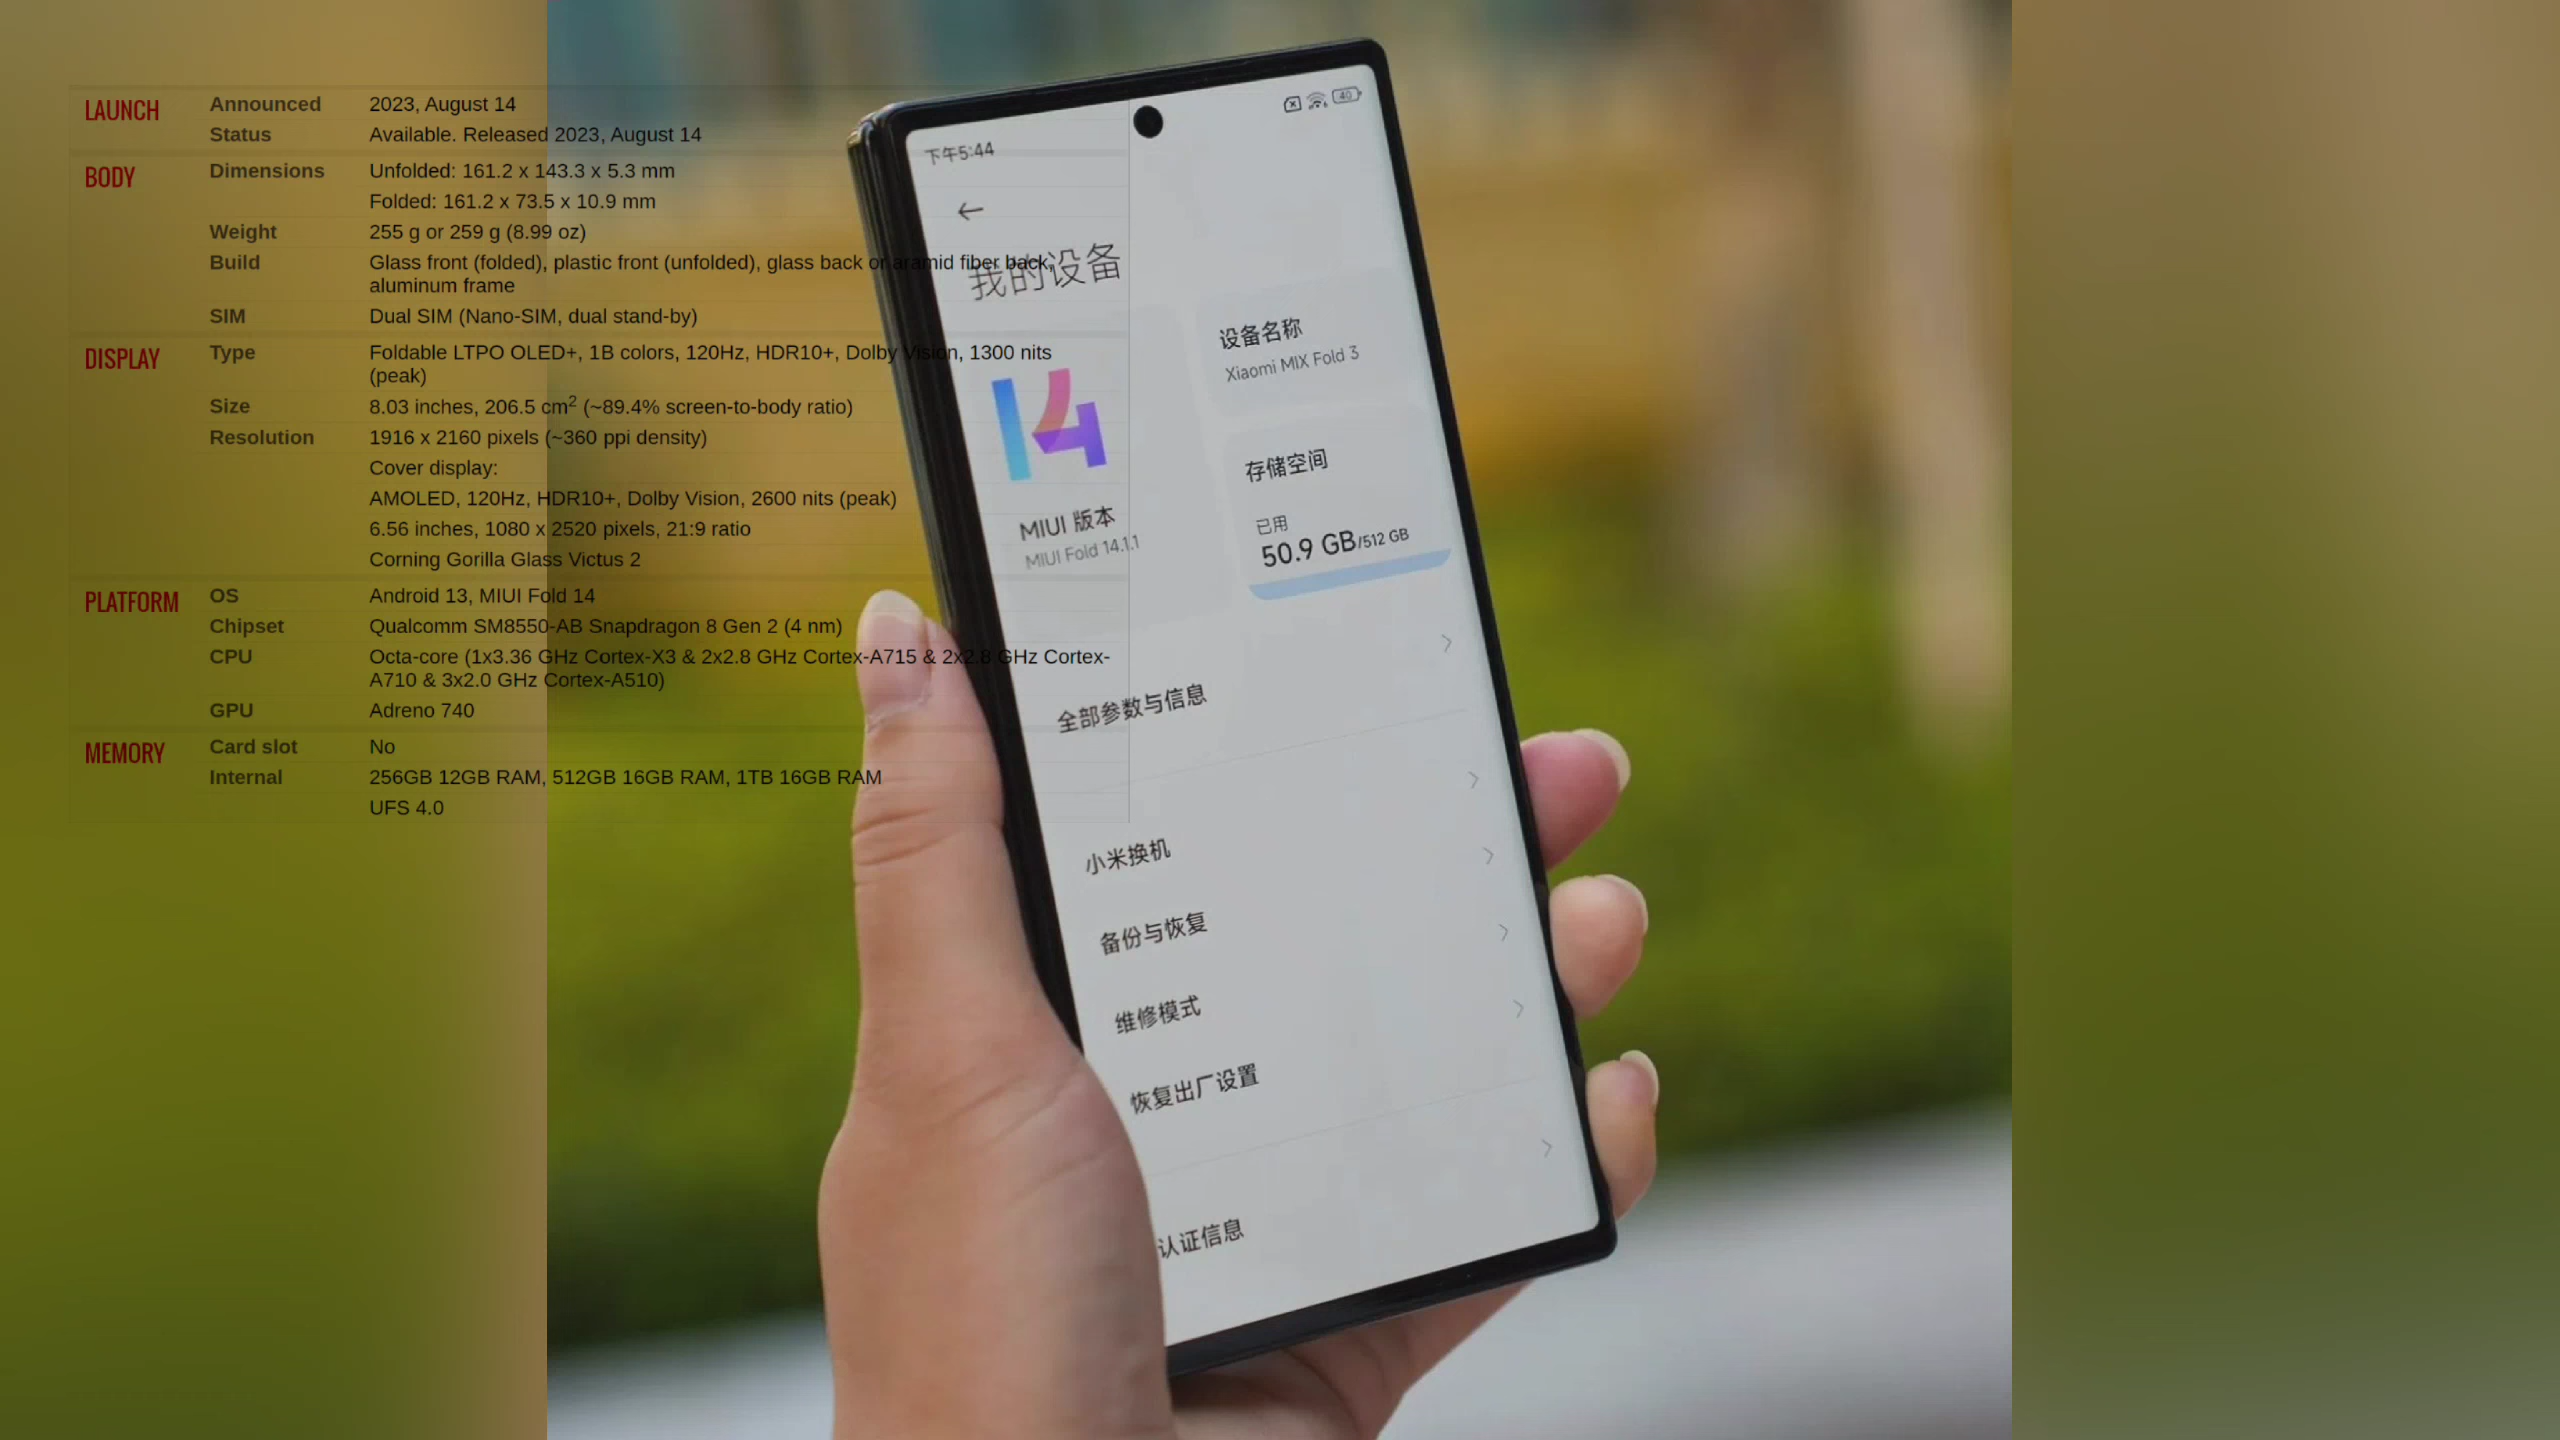 LAUNCH Announced 2023, August 14
Status Available. Released 2023, August 14
BODY Dimensions Unfolded: 161.2 x 143.3 x 5.3 mm
Folded: 161.2 x 73.5 x 10.9 mm
Weight 255 g or 259 g (8.99 oz)
Build Glass front (folded), plastic front (unfolded), glass back or aramid fiber back,
aluminum frame
SIM Dual SIM (Nano-SIM, dual stand-by)
DISPLAY Type Foldable LTPO OLED+, 1B colors, 120Hz, HDR10+, Dolby Vision, 1300 nits
(peak)
Size 8.03 inches, 206.5 cm2 (~89.4% screen-to-body ratio)
Resolution 1916 x 2160 pixels (~360 ppi density)
Cover display:
AMOLED, 120Hz, HDR10+, Dolby Vision, 2600 nits (peak)
6.56 inches, 1080 x 2520 pixels, 21:9 ratio
Corning Gorilla Glass Victus 2
PLATFORM OS Android 13, MIUI Fold 14
Chipset Qualcomm SM8550-AB Snapdragon 8 Gen 2 (4 nm)
CPU Octa-core (1x3.36 GHz Cortex-X3 & 2x2.8 GHz Cortex-A715 & 2x2.8 GHz Cortex-
A710 & 3x2.0 GHz Cortex-A510)
GPU Adreno 740
MEMORY Card slot No
Internal 256GB 12GB RAM, 512GB 16GB RAM, 1TB 16GB RAM
UFS 4.0
下午5:44
40
我的设备
14
MIUI 版本
MIUI Fold 14.1.1
设备名称
Xiaomi MIX Fold 3
存储空间
已用
50.9 GB/512 GB
全部参数与信息
小米换机
备份与恢复
维修模式
恢复出厂设置
认证信息